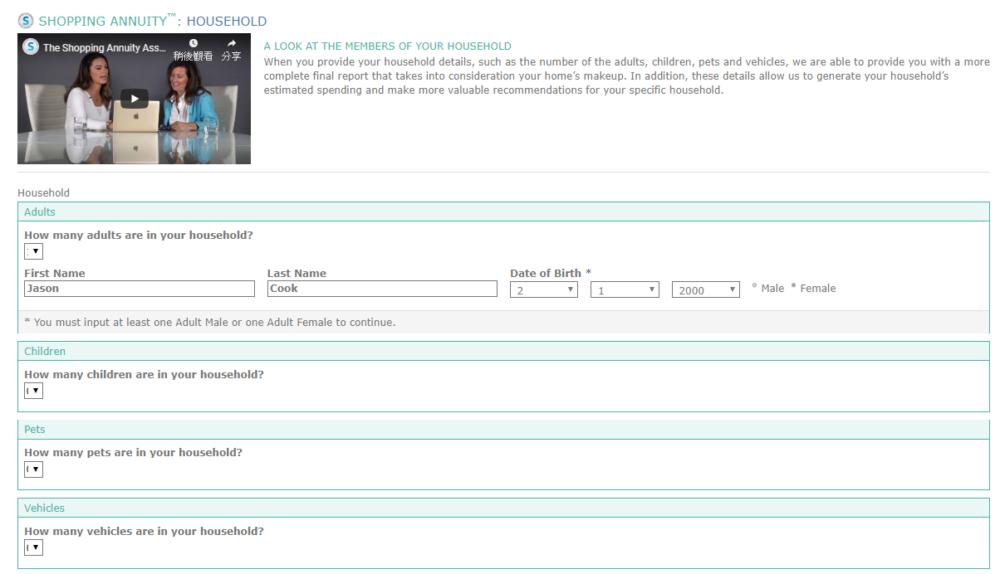 SHOPPING ANNUITY™: HOUSEHOLD
The Shopping Annuity Ass...
稍後觀看 分享
A LOOK AT THE MEMBERS OF YOUR HOUSEHOLD
When you provide your household details, such as the number of the adults, children, pets and vehicles, we are able to provide you with a more
complete final report that takes into consideration your home’s makeup. In addition, these details allow us to generate your household’s
estimated spending and make more valuable recommendations for your specific household.
Household
Adults
How many adults are in your household?
First Name Last Name Date of Birth *
Jason Cook 2 1 2000 Male Female
* You must input at least one Adult Male or one Adult Female to continue.
Children
How many children are in your household?
Pets
How many pets are in your household?
Vehicles
How many vehicles are in your household?